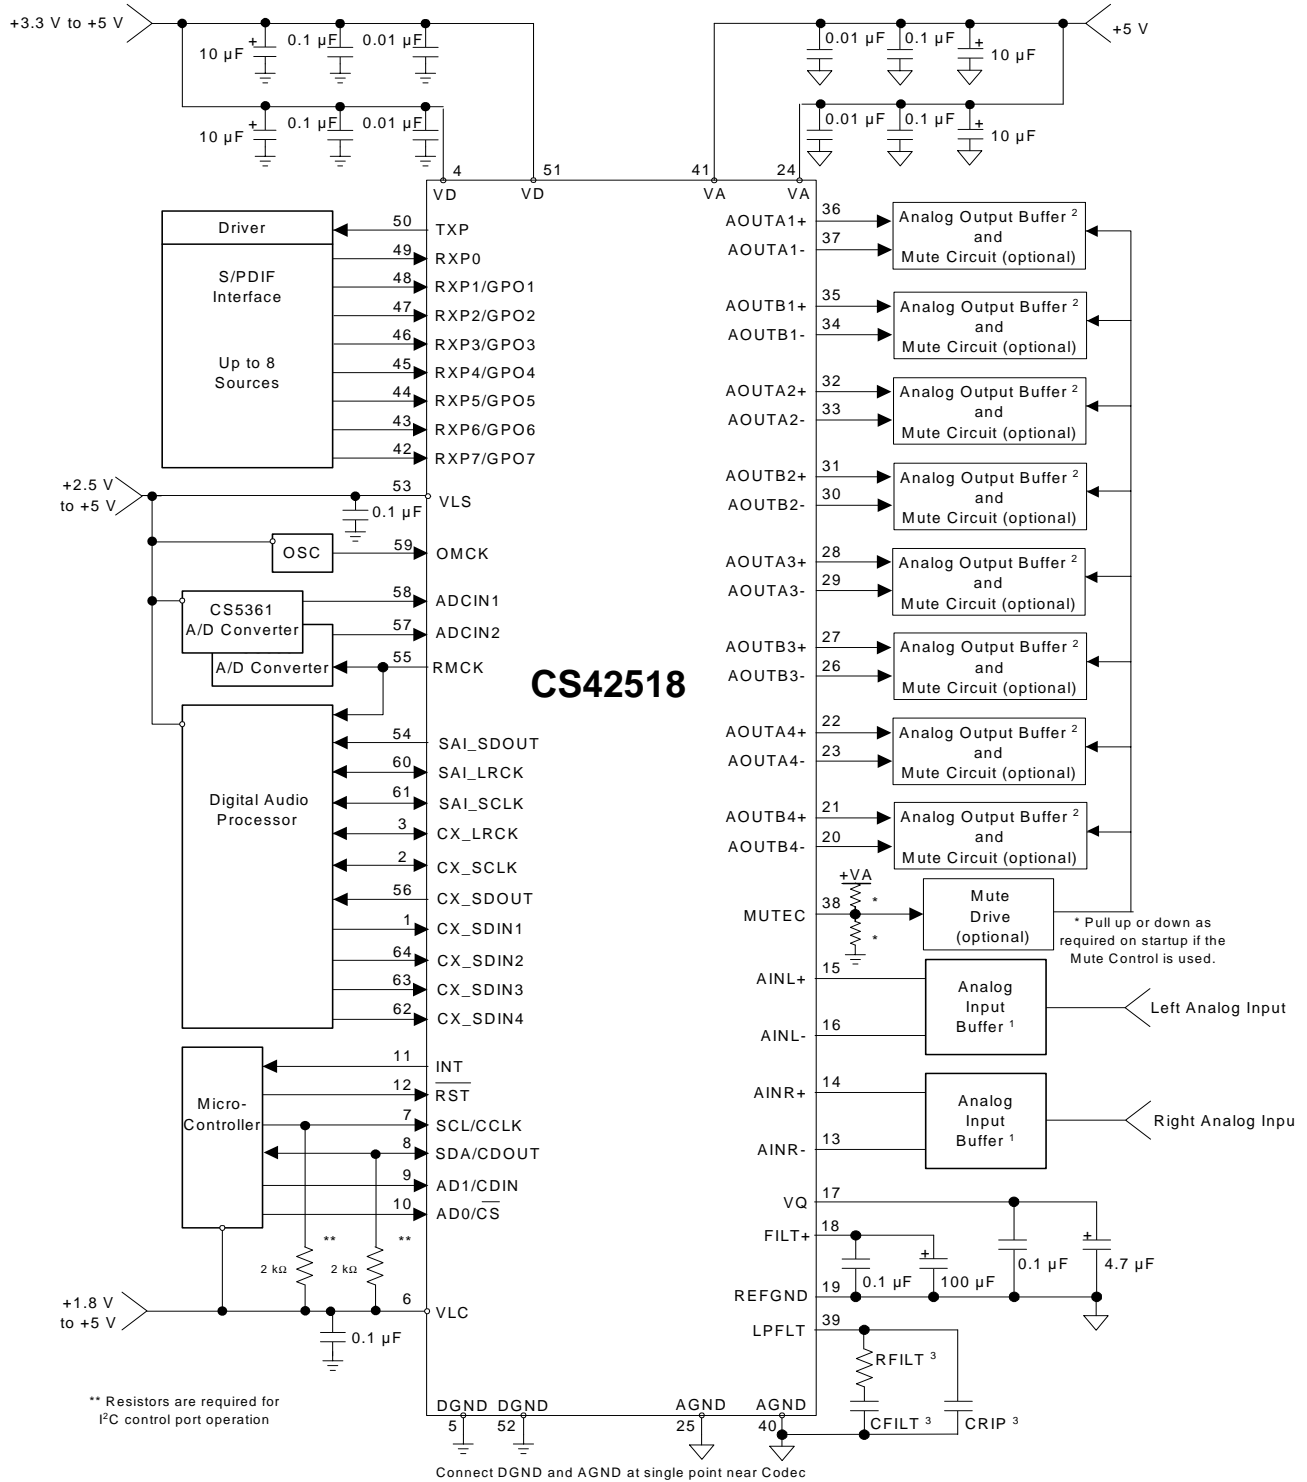 +3.3 V to +5 V
10 µF
+
0.1 µF
0.01 µF
10 µF
+
0.1 µF
0.01 µF
0.01 µF
0.1 µF
+
10 µF
+5 V
0.01 µF
0.1 µF
+
10 µF
4
51
41
24
VD
VD
VA
VA
Driver
S/PDIF
Interface
Up to 8
Sources
50
TXP
49
RXP0
48
RXP1/GPO1
47
RXP2/GPO2
46
RXP3/GPO3
45
RXP4/GPO4
44
RXP5/GPO5
43
RXP6/GPO6
42
RXP7/GPO7
+2.5 V
to +5 V
53
VLS
0.1 µF
OSC
59
OMCK
CS5361
A/D Converter
58
ADCIN1
57
ADCIN2
A/D Converter
55
RMCK
CS42518
Digital Audio
Processor
54
SAI_SDOUT
60
SAI_LRCK
61
SAI_SCLK
3
CX_LRCK
2
CX_SCLK
56
CX_SDOUT
1
CX_SDIN1
64
CX_SDIN2
63
CX_SDIN3
62
CX_SDIN4
Micro-
Controller
11
INT
12
RST
7
SCL/CCLK
8
SDA/CDOUT
9
AD1/CDIN
10
AD0/CS
**
2 kΩ
**
2 kΩ
+1.8 V
to +5 V
6
VLC
0.1 µF
** Resistors are required for
I²C control port operation
AOUTA1+
36
AOUTA1-
37
Analog Output Buffer ²
and
Mute Circuit (optional)
AOUTB1+
35
AOUTB1-
34
Analog Output Buffer ²
and
Mute Circuit (optional)
AOUTA2+
32
AOUTA2-
33
Analog Output Buffer ²
and
Mute Circuit (optional)
AOUTB2+
31
AOUTB2-
30
Analog Output Buffer ²
and
Mute Circuit (optional)
AOUTA3+
28
AOUTA3-
29
Analog Output Buffer ²
and
Mute Circuit (optional)
AOUTB3+
27
AOUTB3-
26
Analog Output Buffer ²
and
Mute Circuit (optional)
AOUTA4+
22
AOUTA4-
23
Analog Output Buffer ²
and
Mute Circuit (optional)
AOUTB4+
21
AOUTB4-
20
Analog Output Buffer ²
and
Mute Circuit (optional)
+VA
*
*
MUTEC
38
Mute
Drive
(optional)
* Pull up or down as
required on startup if the
Mute Control is used.
AINL+
15
AINL-
16
Analog
Input
Buffer ¹
Left Analog Input
AINR+
14
AINR-
13
Analog
Input
Buffer ¹
Right Analog Inpu
VQ
17
FILT+
18
0.1 µF
+
100 µF
0.1 µF
+
4.7 µF
REFGND
19
LPFLT
39
RFILT ³
CFILT ³
CRIP ³
DGND
DGND
AGND
AGND
5
52
25
40
Connect DGND and AGND at single point near Codec